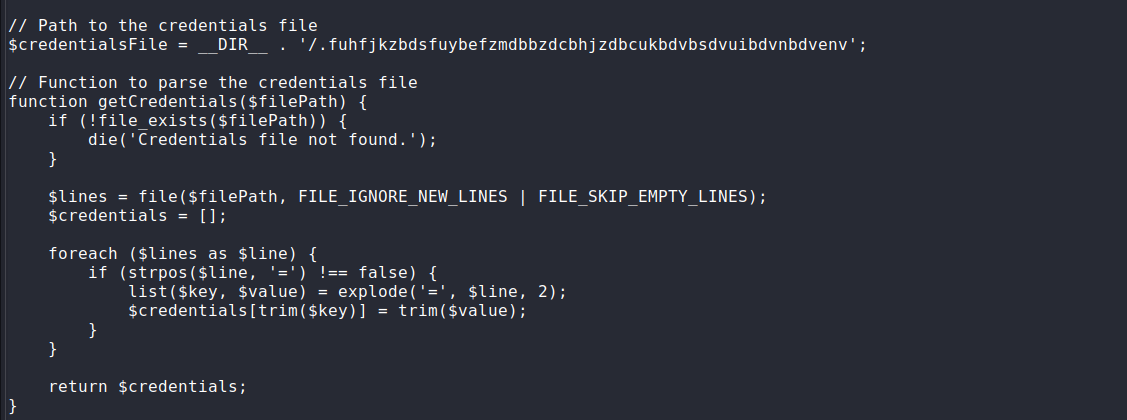 // Path to the credentials file
$credentialsFile = __DIR__ . '/.fuhfjkzbdsfuybefzmdbbzdcbhjzdbcukbdvbsdvuibdvnbdvenv';
// Function to parse the credentials file
function getCredentials($filePath) {
    if (!file_exists($filePath)) {
        die('Credentials file not found.');
    }
    $lines = file($filePath, FILE_IGNORE_NEW_LINES | FILE_SKIP_EMPTY_LINES);
    $credentials = [];
    foreach ($lines as $line) {
        if (strpos($line, '=') !== false) {
            list($key, $value) = explode('=', $line, 2);
            $credentials[trim($key)] = trim($value);
        }
    }
    return $credentials;
}